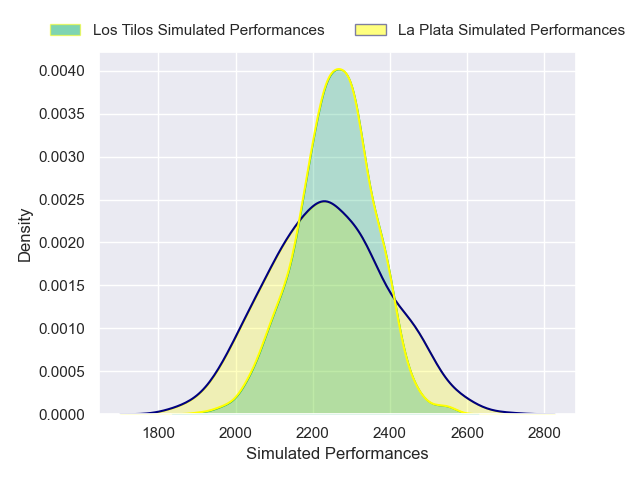 Los Tilos Simulated Performances La Plata Simulated Performances
0.0040
0.0035
0.0030
0.0025
0.0020
0.0015
0.0010
0.0005
0.0000
Density
1800 2000 2200 2400 2600 2800
Simulated Performances